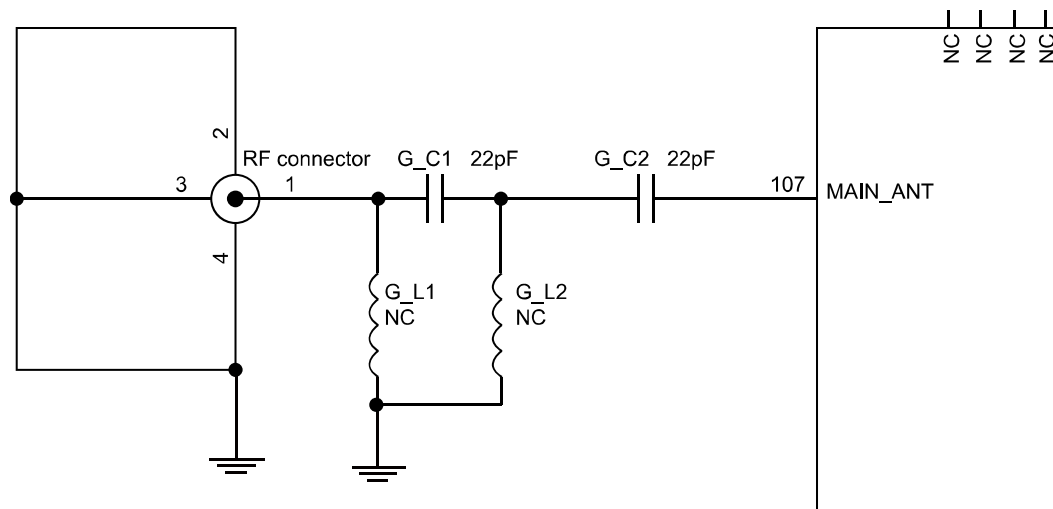 NC NC NC NC
2
RF connector
G_C1 22pF
G_C2 22pF
3
1
107
MAIN_ANT
4
G_L1
NC
G_L2
NC